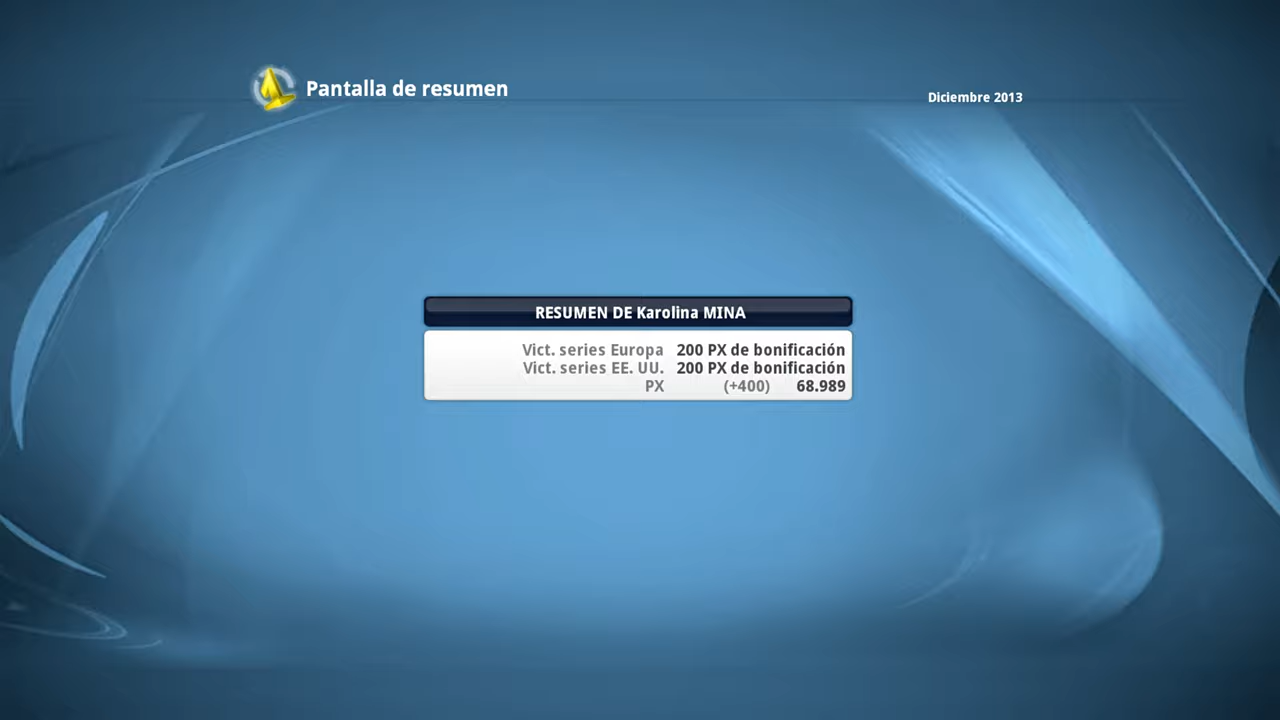 Pantalla de resumen
Diciembre 2013
RESUMEN DE Karolina MINA
Vict. series Europa 200 PX de bonificación
Vict. series EE. UU. 200 PX de bonificación
PX (+400) 68.989